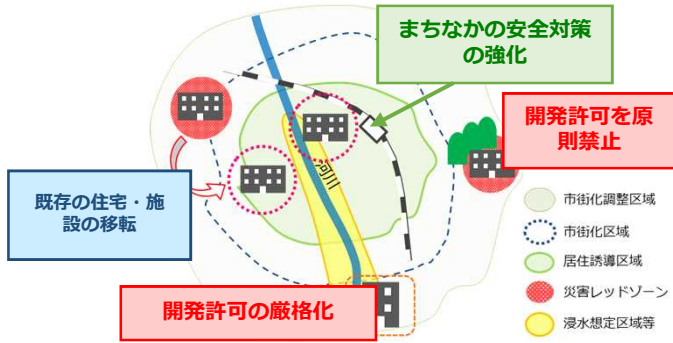 まちなかの安全対策
の強化
開発許可を原
則禁止
既存の住宅・施
設の移転
河川
開発許可の厳格化
市街化調整区域
市街化区域
居住誘導区域
災害レッドゾーン
浸水想定区域等